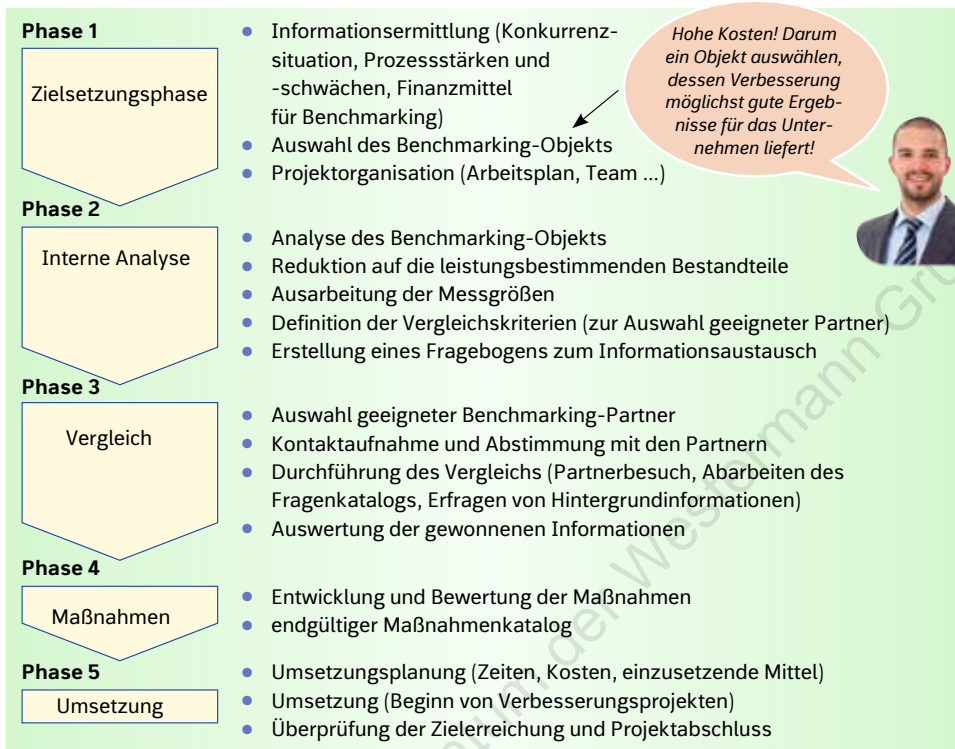 Phase 1
Zielsetzungsphase
• Informationsermittlung (Konkurrenz-
situation, Prozessstärken und
-schwächen, Finanzmittel
für Benchmarking)
• Auswahl des Benchmarking-Objekts
• Projektorganisation (Arbeitsplan, Team ...)
Hohe Kosten! Darum
ein Objekt auswählen,
dessen Verbesserung
möglichst gute Ergeb-
nisse für das Unter-
nehmen liefert!
Phase 2
Interne Analyse
• Analyse des Benchmarking-Objekts
• Reduktion auf die leistungsbestimmenden Bestandteile
• Ausarbeitung der Messgrößen
• Definition der Vergleichskriterien (zur Auswahl geeigneter Partner)
• Erstellung eines Fragebogens zum Informationsaustausch
Phase 3
Vergleich
• Auswahl geeigneter Benchmarking-Partner
• Kontaktaufnahme und Abstimmung mit den Partnern
• Durchführung des Vergleichs (Partnerbesuch, Abarbeiten des
Fragenkatalogs, Erfragen von Hintergrundinformationen)
• Auswertung der gewonnenen Informationen
Phase 4
Maßnahmen
• Entwicklung und Bewertung der Maßnahmen
• endgültiger Maßnahmenkatalog
Phase 5
Umsetzung
• Umsetzungsplanung (Zeiten, Kosten, einzusetzende Mittel)
• Umsetzung (Beginn von Verbesserungsprojekten)
• Überprüfung der Zielerreichung und Projektabschluss
der Westermann